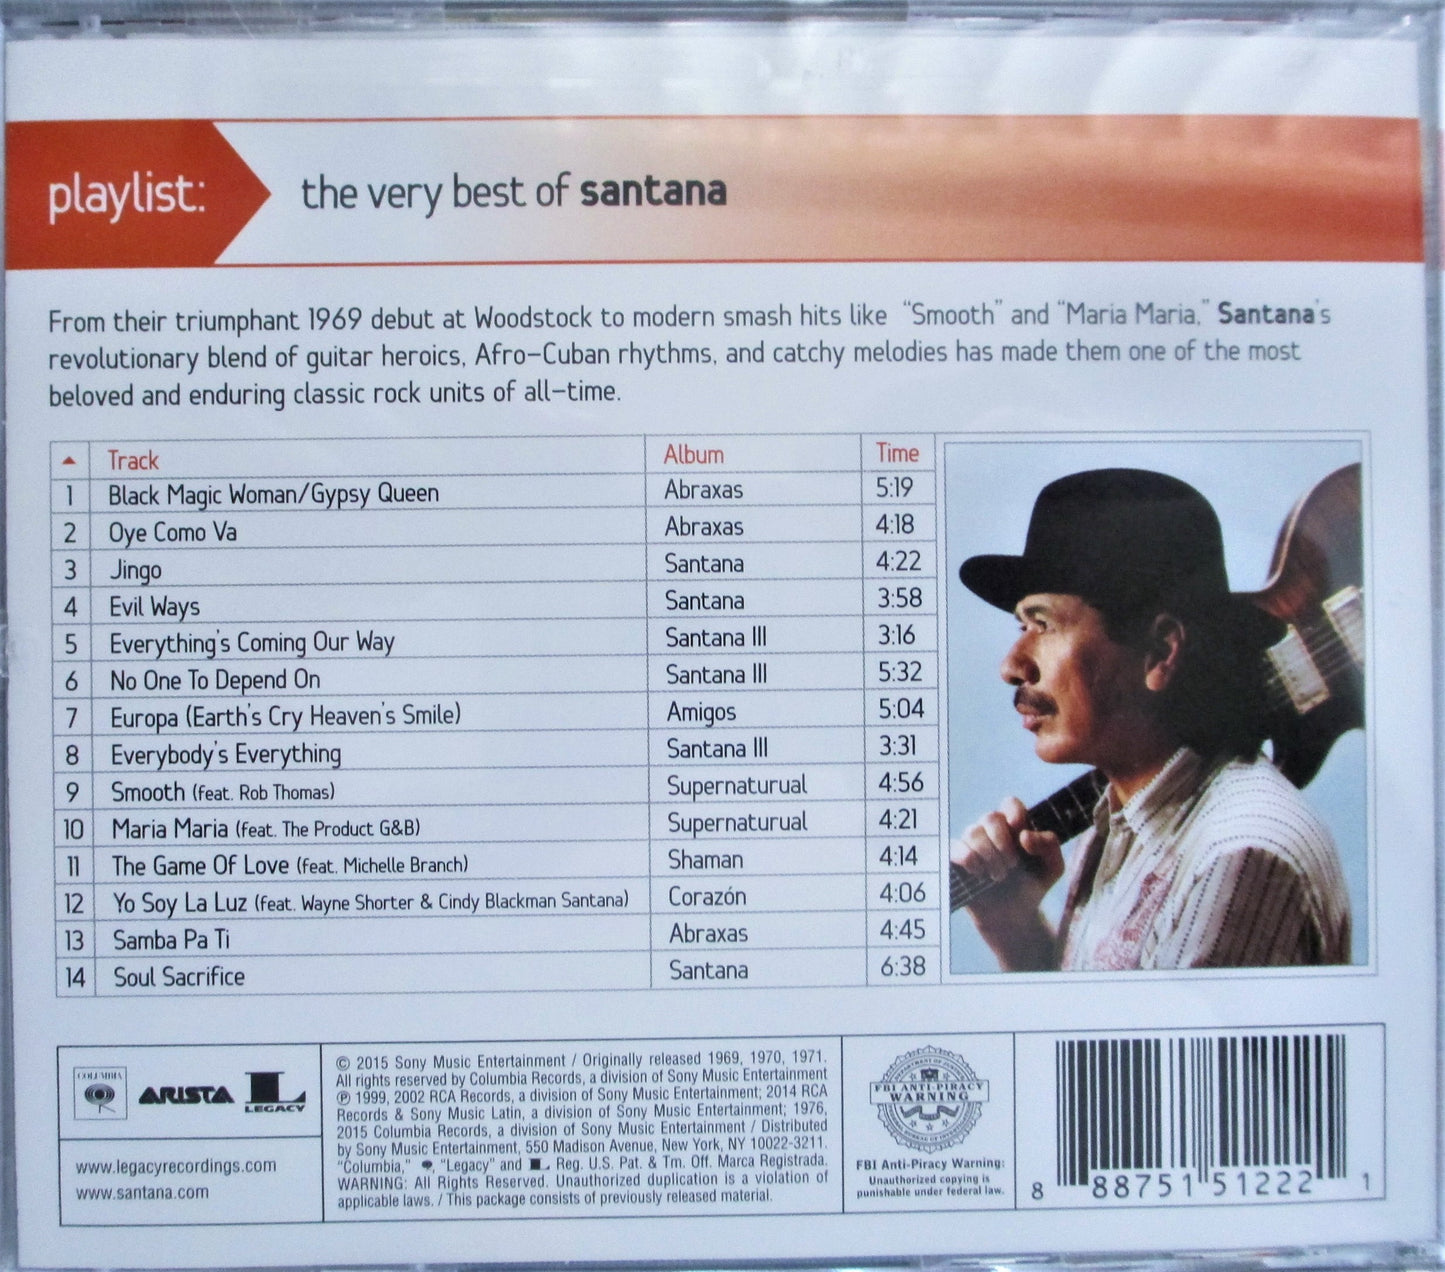 playlist: the very best of santana
From their triumphant 1969 debut at Woodstock to modern smash hits like "Smooth" and "Maria Maria," Santana's
revolutionary blend of guitar heroics, Afro-Cuban rhythms, and catchy melodies has made them one of the most
beloved and enduring classic rock units of all-time.
Track Album Time
1 Black Magic Woman/Gypsy Queen Abraxas 5:19
2 Oye Como Va Abraxas 4:18
3 Jingo Santana 4:22
4 Evil Ways Santana 3:58
5 Everything's Coming Our Way Santana III 3:16
6 No One To Depend On Santana III 5:32
7 Europa (Earth's Cry Heaven's Smile) Amigos 5:04
8 Everybody's Everything Santana III 3:31
9 Smooth (feat. Rob Thomas) Supernaturual 4:56
10 Maria Maria (feat. The Product G&B) Supernaturual 4:21
11 The Game Of Love (feat. Michelle Branch) Shaman 4:14
12 Yo Soy La Luz (feat. Wayne Shorter & Cindy Blackman Santana) Corazón 4:06
13 Samba Pa Ti Abraxas 4:45
14 Soul Sacrifice Santana 6:38
COLUMBIA ARISTA LEGACY
www.legacyrecordings.com
www.santana.com
© 2015 Sony Music Entertainment / Originally released 1969, 1970, 1971.
All rights reserved by Columbia Records, a division of Sony Music Entertainment
℗ 1999, 2002 RCA Records, a division of Sony Music Entertainment; 2014 RCA
Records & Sony Music Latin, a division of Sony Music Entertainment; 1976,
2015 Columbia Records, a division of Sony Music Entertainment / Distributed
by Sony Music Entertainment, 550 Madison Avenue, New York, NY 10022-3211.
"Columbia," , "Legacy" and L Reg. U.S. Pat. & Tm. Off. Marca Registrada.
WARNING: All Rights Reserved. Unauthorized duplication is a violation of
applicable laws. / This package consists of previously released material.
FBI ANTI-PIRACY
WARNING
FBI Anti-Piracy Warning:
Unauthorized copying is
punishable under federal law.
8 88751 51222 1